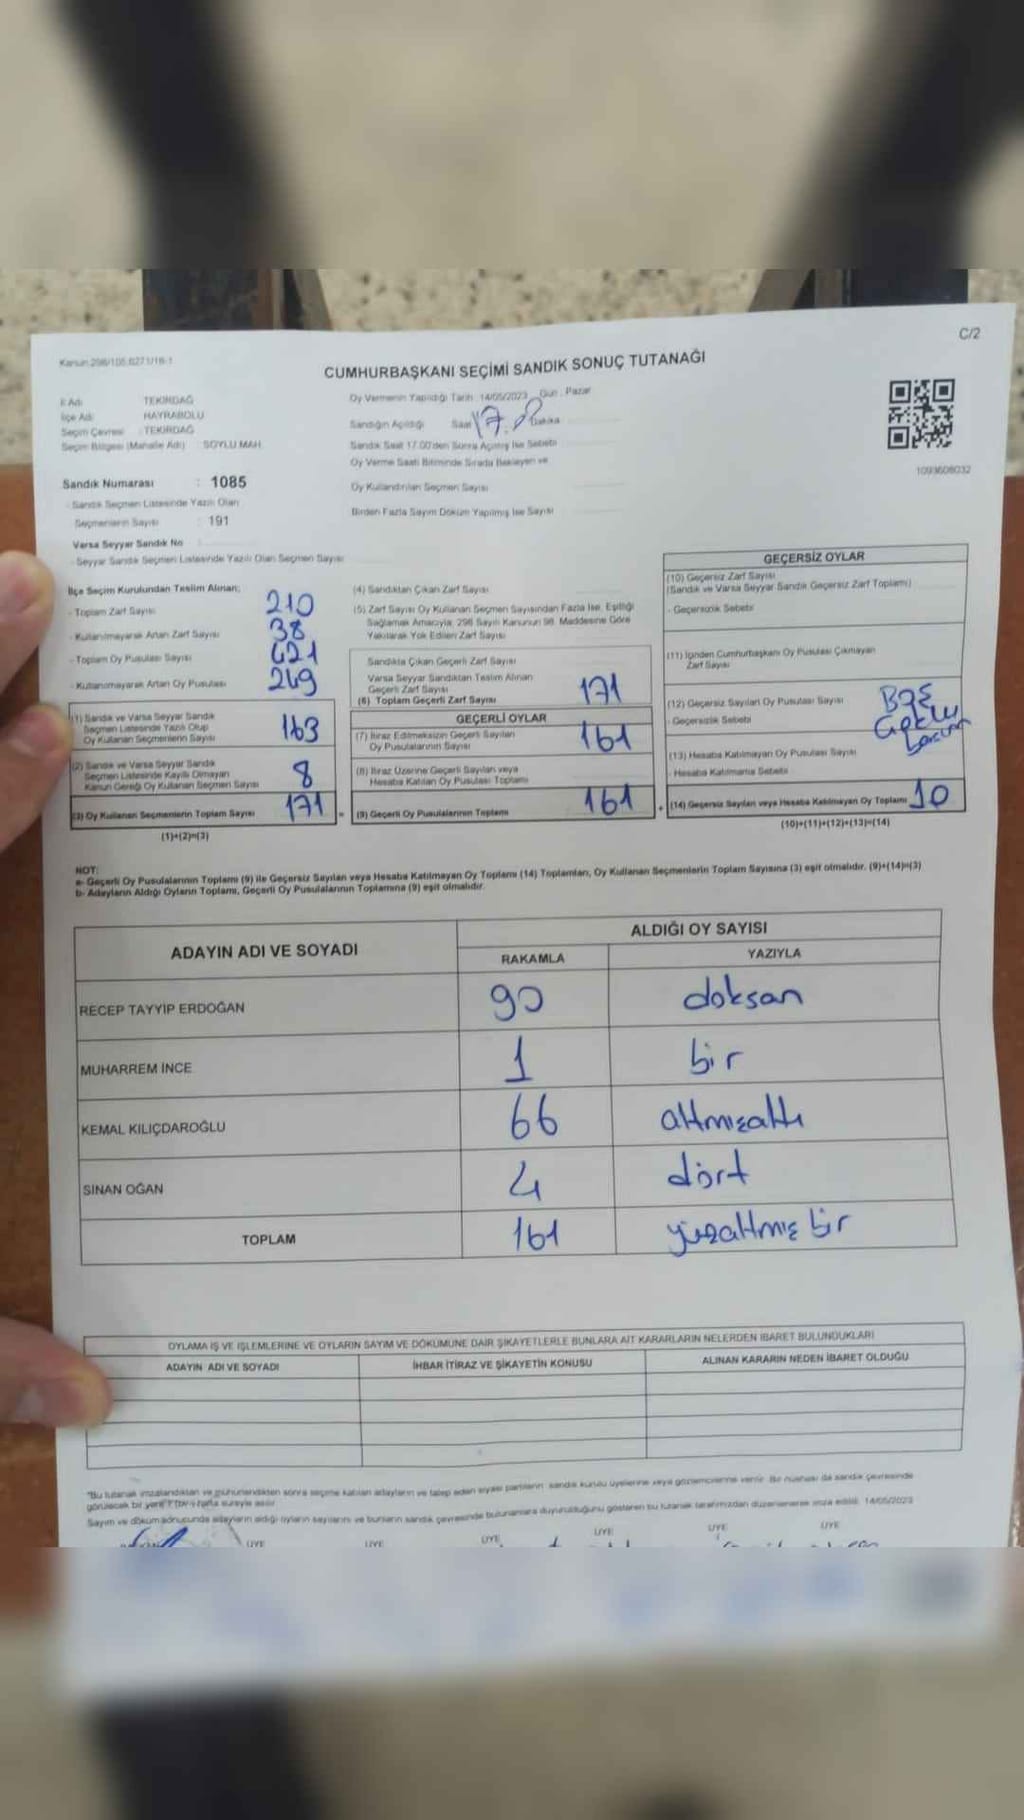 C/2
Kanun 298/105.6271/18-1
CUMHURBAŞKANI SEÇİMİ SANDIK SONUÇ TUTANAĞI
İl Adı TEKİRDAĞ
İlçe Adı HAYRABOLU
Seçim Çevresi : TEKİRDAĞ
Seçim Bölgesi (Mahalle Adı) SOYLU MAH.
Oy Vermenin Yapıldığı Tarih : 14/05/2023 Gün : Pazar
Sandığın Açıldığı Saat 17. Dakika
Sandık Saat 17.00'den Sonra Açılmış İse Sebebi
Oy Verme Saati Bitiminde Sırada Bekleyen ve
Oy Kullandırılan Seçmen Sayısı
Birden Fazla Sayım Döküm Yapılmış İse Sayısı
1093608032
Sandık Numarası : 1085
- Sandık Seçmen Listesinde Yazılı Olan
Seçmenlerin Sayısı : 191
Varsa Seyyar Sandık No
- Seyyar Sandık Seçmen Listesinde Yazılı Olan Seçmen Sayısı
İlçe Seçim Kurulundan Teslim Alınan;
- Toplam Zarf Sayısı 210
- Kullanılmayarak Artan Zarf Sayısı 38
- Toplam Oy Pusulası Sayısı 421
- Kullanılmayarak Artan Oy Pusulası 249
(1) Sandık ve Varsa Seyyar Sandık
Seçmen Listesinde Yazılı Olup
Oy Kullanan Seçmenlerin Sayısı 163
(2) Sandık ve Varsa Seyyar Sandık
Seçmen Listesinde Kayıtlı Olmayan
Kanun Gereği Oy Kullanan Seçmen Sayısı 8
(3) Oy Kullanan Seçmenlerin Toplam Sayısı 171
(1)+(2)=(3)
(4) Sandıktan Çıkan Zarf Sayısı
(5) Zarf Sayısı Oy Kullanan Seçmen Sayısından Fazla İse, Eşitliği
Sağlamak Amacıyla, 298 Sayılı Kanunun 98. Maddesine Göre
Yakılarak Yok Edilen Zarf Sayısı
Sandıkta Çıkan Geçerli Zarf Sayısı
Varsa Seyyar Sandıktan Teslim Alınan
Geçerli Zarf Sayısı
(6) Toplam Geçerli Zarf Sayısı 171
GEÇERLİ OYLAR
(7) İtiraz Edilmeksizin Geçerli Sayılan
Oy Pusulalarının Sayısı 161
(8) İtiraz Üzerine Geçerli Sayılan veya
Hesaba Katılan Oy Pusulası Toplamı
= (9) Geçerli Oy Pusulalarının Toplamı 161
GEÇERSİZ OYLAR
(10) Geçersiz Zarf Sayısı
(Sandık ve Varsa Seyyar Sandık Geçersiz Zarf Toplamı)
- Geçersizlik Sebebi
(11) İçinden Cumhurbaşkanı Oy Pusulası Çıkmayan
Zarf Sayısı
(12) Geçersiz Sayılan Oy Pusulası Sayısı
- Geçersizlik Sebebi
(13) Hesaba Katılmayan Oy Pusulası Sayısı
- Hesaba Katılmama Sebebi
+ (14) Geçersiz Sayılan veya Hesaba Katılmayan Oy Toplamı 10
(10)+(11)+(12)+(13)=(14)
NOT:
a- Geçerli Oy Pusulalarının Toplamı (9) ile Geçersiz Sayılan veya Hesaba Katılmayan Oy Toplamı (14) Toplamları, Oy Kullanan Seçmenlerin Toplam Sayısına (3) eşit olmalıdır. (9)+(14)=(3)
b- Adayların Aldığı Oyların Toplamı, Geçerli Oy Pusulalarının Toplamına (9) eşit olmalıdır.
ADAYIN ADI VE SOYADI ALDIĞI OY SAYISI
RAKAMLA YAZIYLA
RECEP TAYYİP ERDOĞAN 90 doksan
MUHARREM İNCE 1 bir
KEMAL KILIÇDAROĞLU 66 altmışaltı
SİNAN OĞAN 4 dört
TOPLAM 161 yüzaltmış bir
OYLAMA İŞ VE İŞLEMLERİNE VE OYLARIN SAYIM VE DÖKÜMÜNE DAİR ŞİKAYETLERLE BUNLARA AİT KARARLARIN NELERDEN İBARET BULUNDUKLARI
ADAYIN ADI VE SOYADI İHBAR İTİRAZ VE ŞİKAYETİN KONUSU ALINAN KARARIN NEDEN İBARET OLDUĞU
"Bu tutanak imzalandıktan ve mühürlendikten sonra seçime katılan adayların ve talep eden siyasi partilerin sandık kurulu üyelerine veya gözlemcilerine verilir. Bir nüshası da sandık çevresinde
görülecek bir yere 1 (bir) hafta süreyle asılır.
Sayım ve döküm sonucunda adayların aldığı oyların sayılarını ve bunların sandık çevresinde bulunanlara duyurulduğunu gösteren bu tutanak tarafımızdan düzenlenerek imza edildi. 14/05/2023
ÜYE ÜYE ÜYE ÜYE ÜYE ÜYE